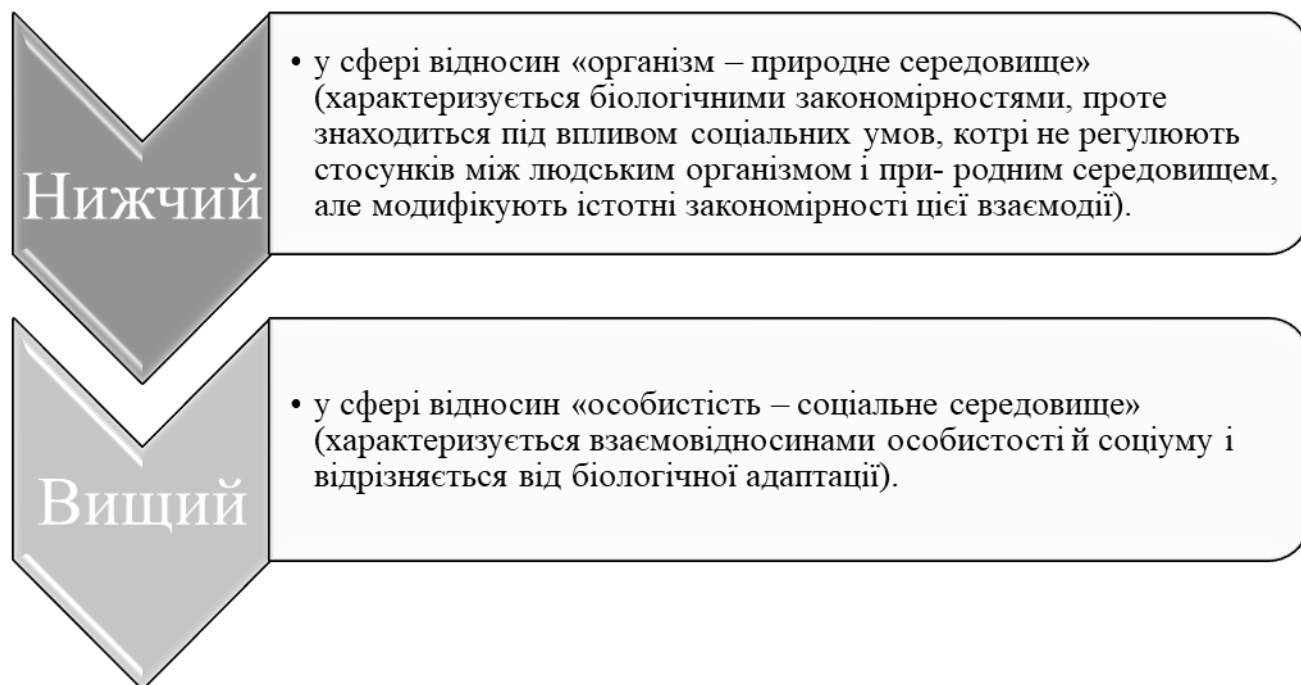 Нижчий
• у сфері відносин «організм – природне середовище»
(характеризується біологічними закономірностями, проте
знаходиться під впливом соціальних умов, котрі не регулюють
стосунків між людським організмом і при- родним середовищем,
але модифікують істотні закономірності цієї взаємодії).
Вищий
• у сфері відносин «особистість – соціальне середовище»
(характеризується взаємовідносинами особистості й соціуму і
відрізняється від біологічної адаптації).